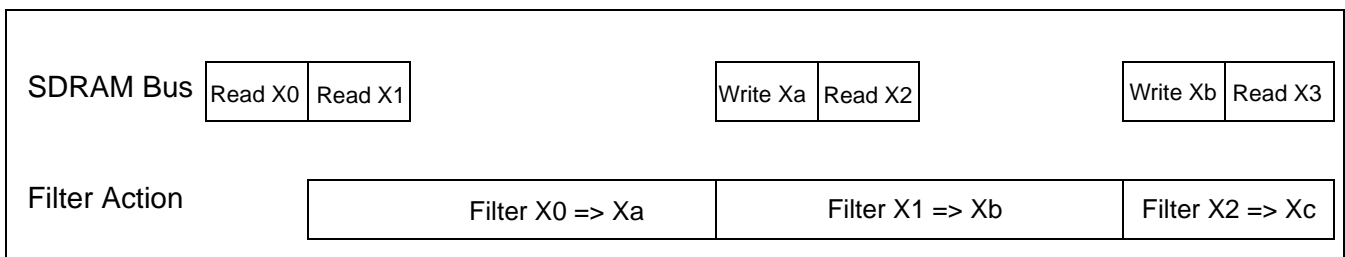 SDRAM Bus Read X0 Read X1 Write Xa Read X2 Write Xb Read X3
Filter Action Filter X0 => Xa Filter X1 => Xb Filter X2 => Xc